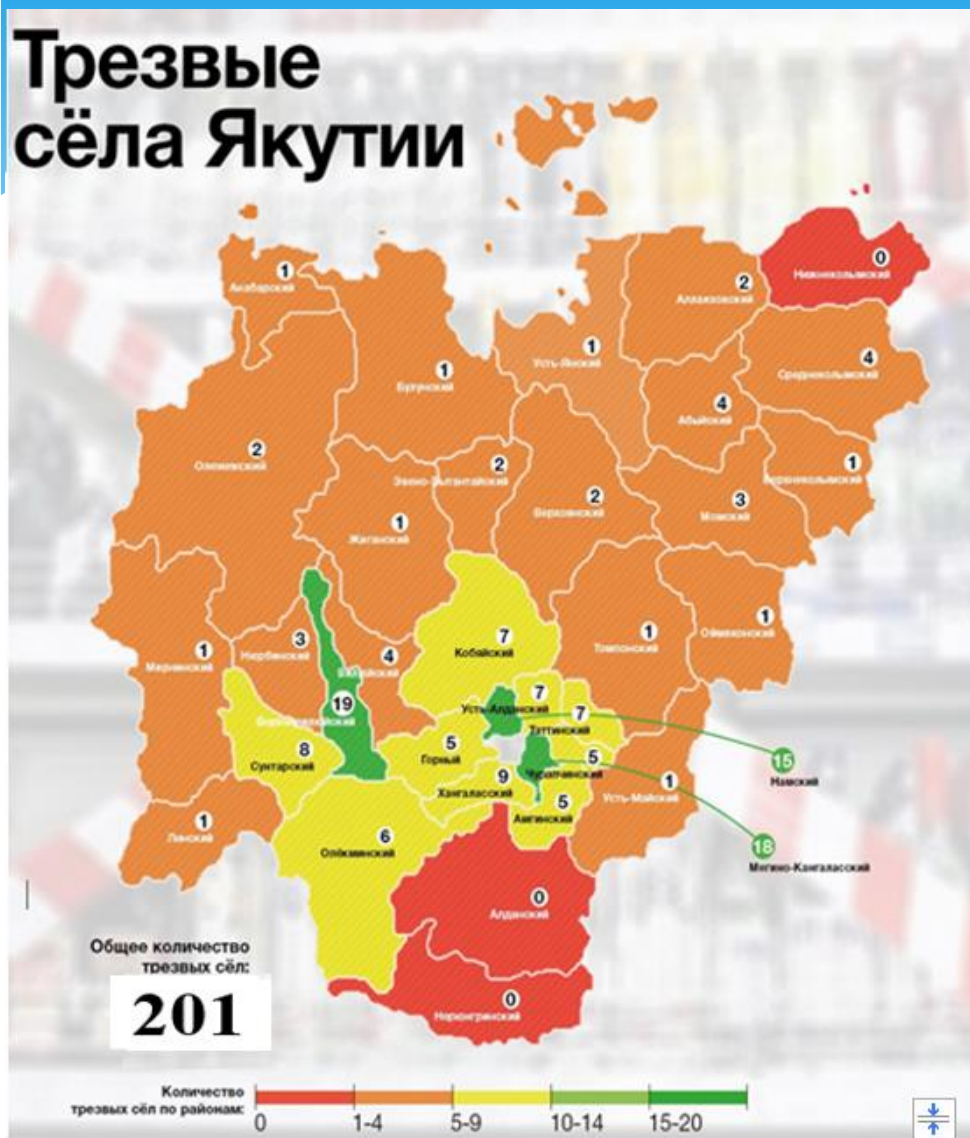 Трезвые
сёла Якутии
0
Нижнеколымский
1
Анабарский
2
Аллаиховский
1
Усть-Янский
4
Среднеколымский
1
Булунский
4
Абыйский
2
Оленекский
2
Эвено-Бытантайский
1
Верхнеколымский
2
Верхоянский
3
Момский
1
Жиганский
1
Оймяконский
1
Томпонский
7
Кобяйский
3
Нюрбинский
1
Мирнинский
4
19
7
Усть-Алданский
7
Таттинский
5
Горный
8
Сунтарский
5
Чурапчинский
15
Намский
9
Хангаласский
1
Усть-Майский
5
Амгинский
1
Ленский
6
Олёкминский
18
Мегино-Кангаласский
0
Алданский
0
Нерюнгринский
Общее количество
трезвых сёл:
201
Количество
трезвых сёл по районам:
0 1-4 5-9 10-14 15-20